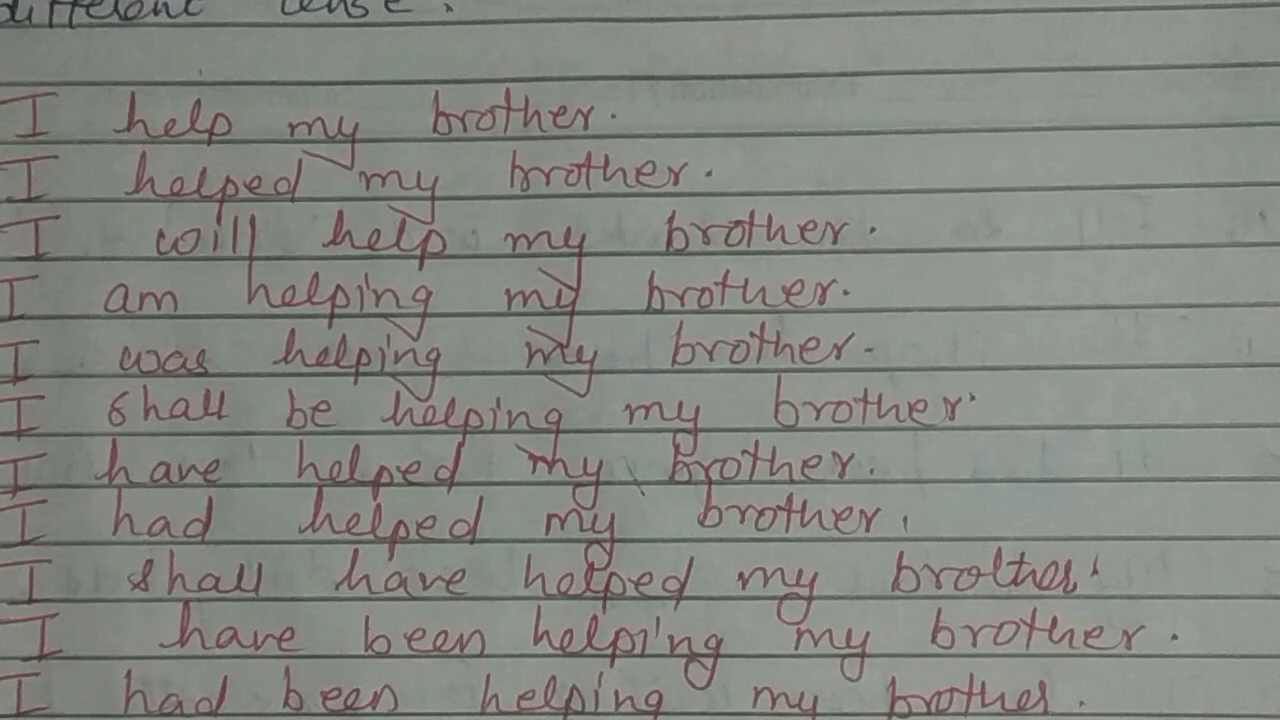 different tense.
I help my brother.
I helped my brother.
I will help my brother.
I am helping my brother.
I was helping my brother.
I shall be helping my brother.
I have helped my brother.
I had helped my brother.
I shall have helped my brother.
I have been helping my brother.
I had been helping my brother.